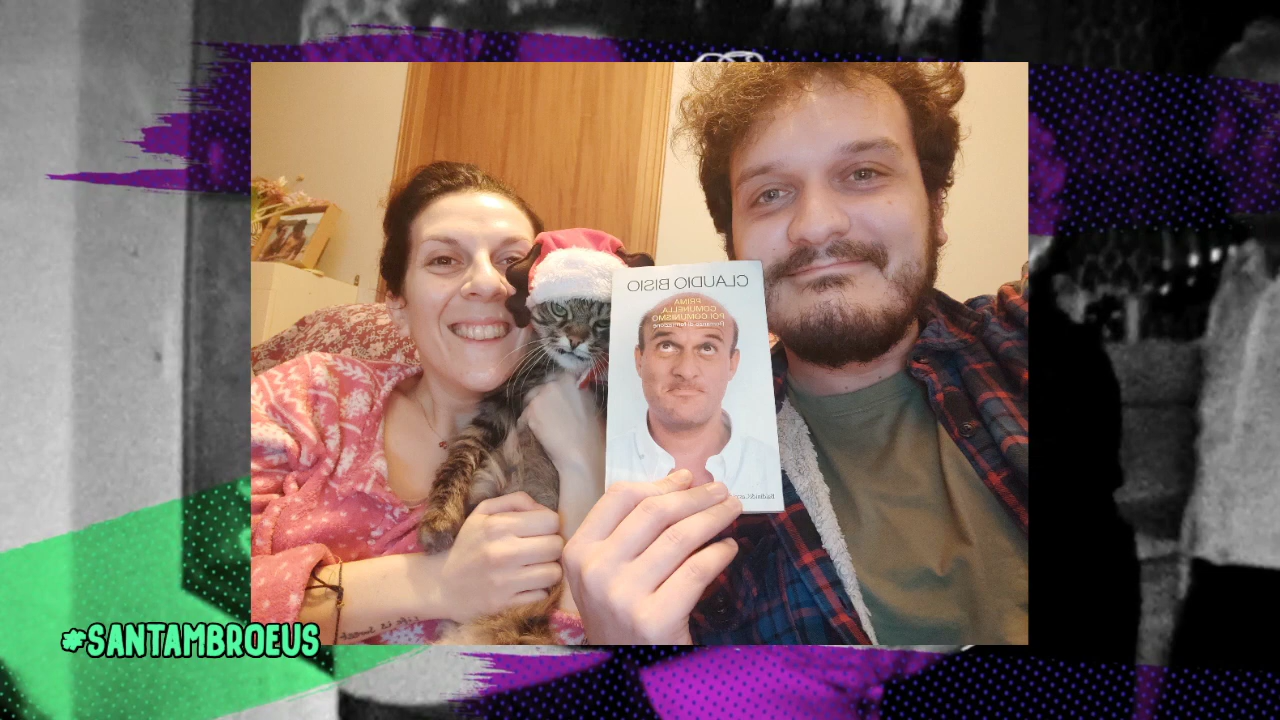 CLAUDIO BISIO
PRIMA
COMUNELLA
POI COMUNISMO
#SANTAMBROEUS